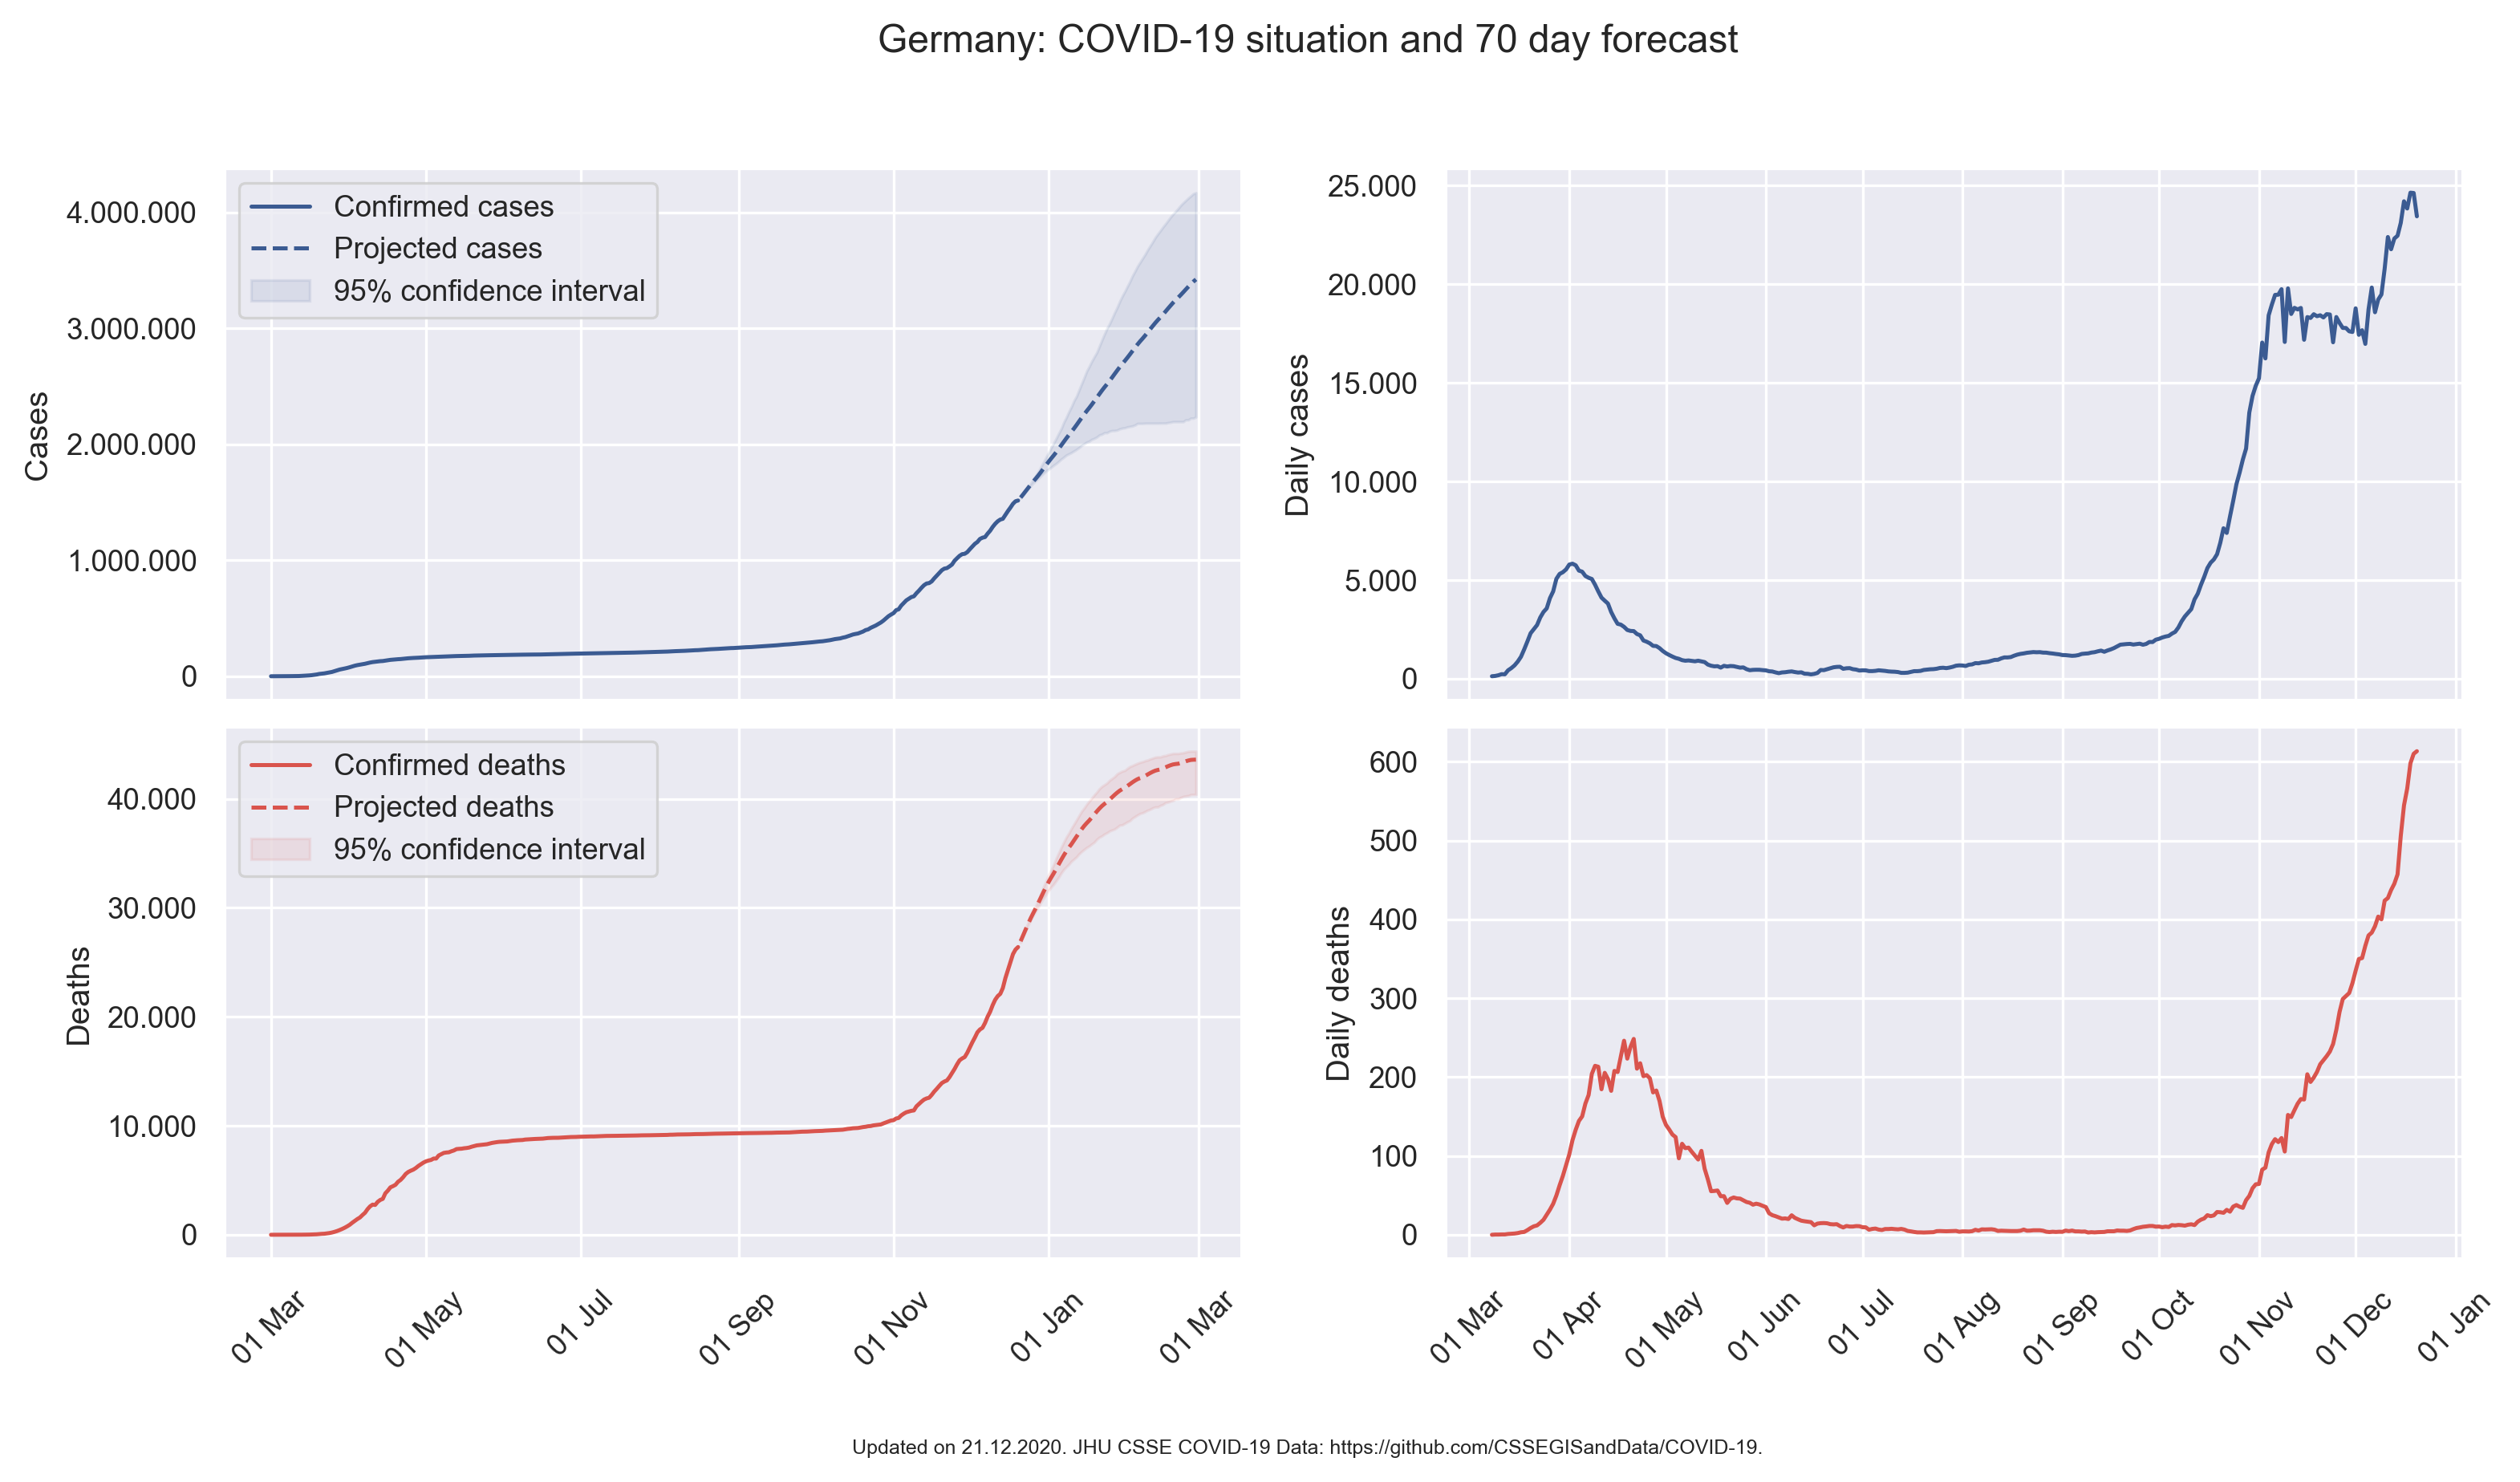 Germany: COVID-19 situation and 70 day forecast
Confirmed cases
Projected cases
95% confidence interval
Cases
4.000.000
3.000.000
2.000.000
1.000.000
0
Daily cases
25.000
20.000
15.000
10.000
5.000
0
Confirmed deaths
Projected deaths
95% confidence interval
Deaths
40.000
30.000
20.000
10.000
0
01 Mar
01 May
01 Jul
01 Sep
01 Nov
01 Jan
01 Mar
Daily deaths
600
500
400
300
200
100
0
01 Mar
01 Apr
01 May
01 Jun
01 Jul
01 Aug
01 Sep
01 Oct
01 Nov
01 Dec
01 Jan
Updated on 21.12.2020. JHU CSSE COVID-19 Data: https://github.com/CSSEGISandData/COVID-19.